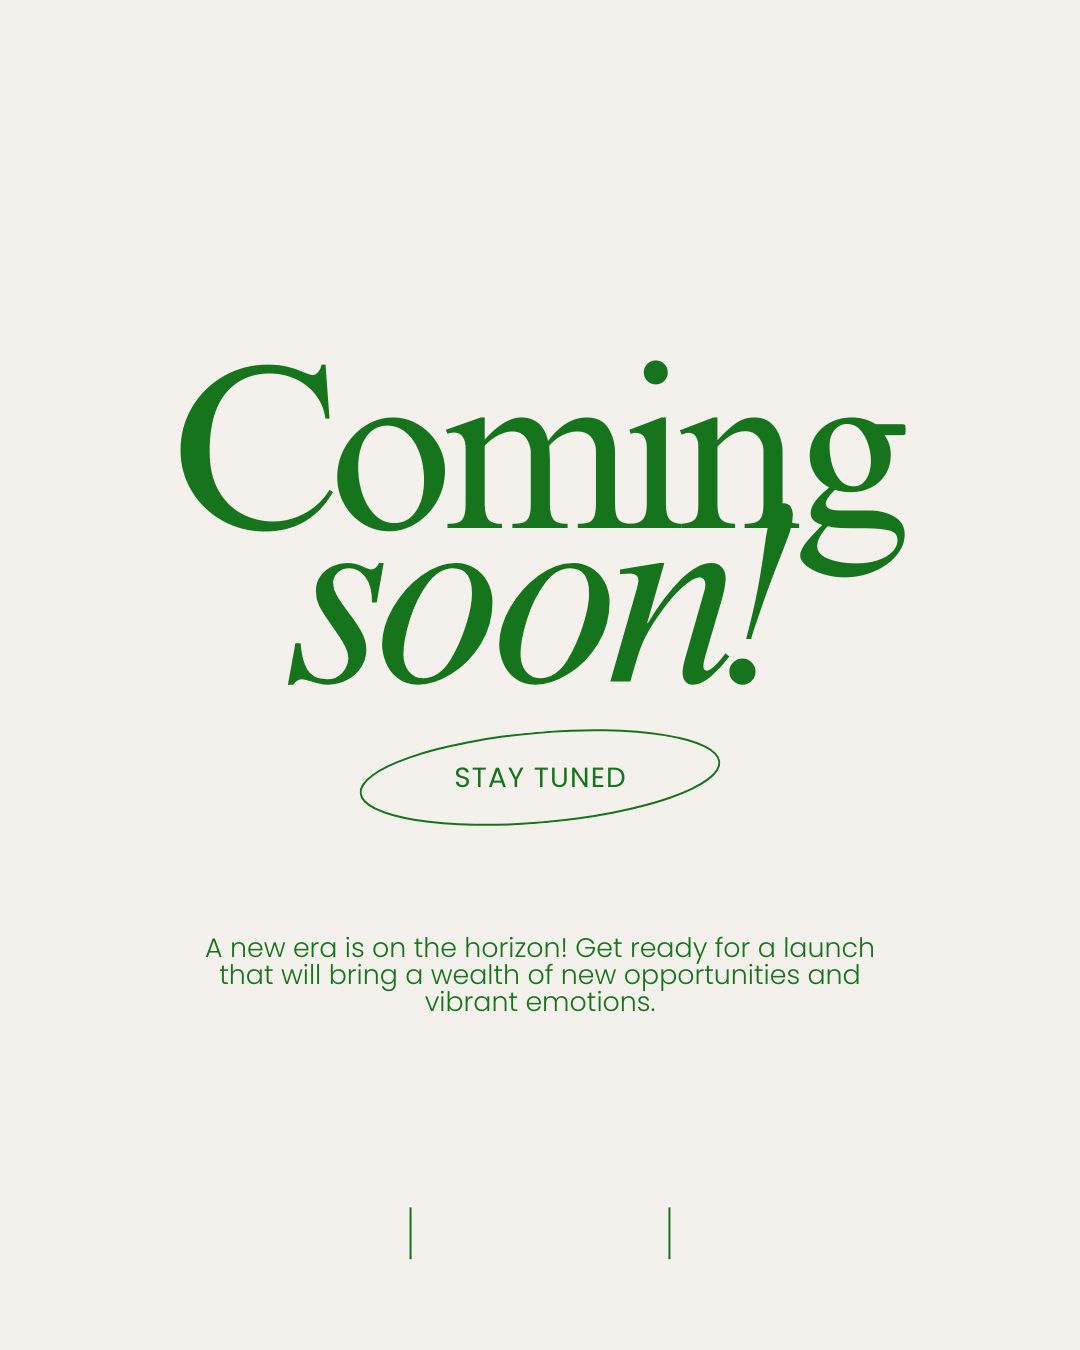 Coming
soon!
STAY TUNED
A new era is on the horizon! Get ready for a launch
that will bring a wealth of new opportunities and
vibrant emotions.